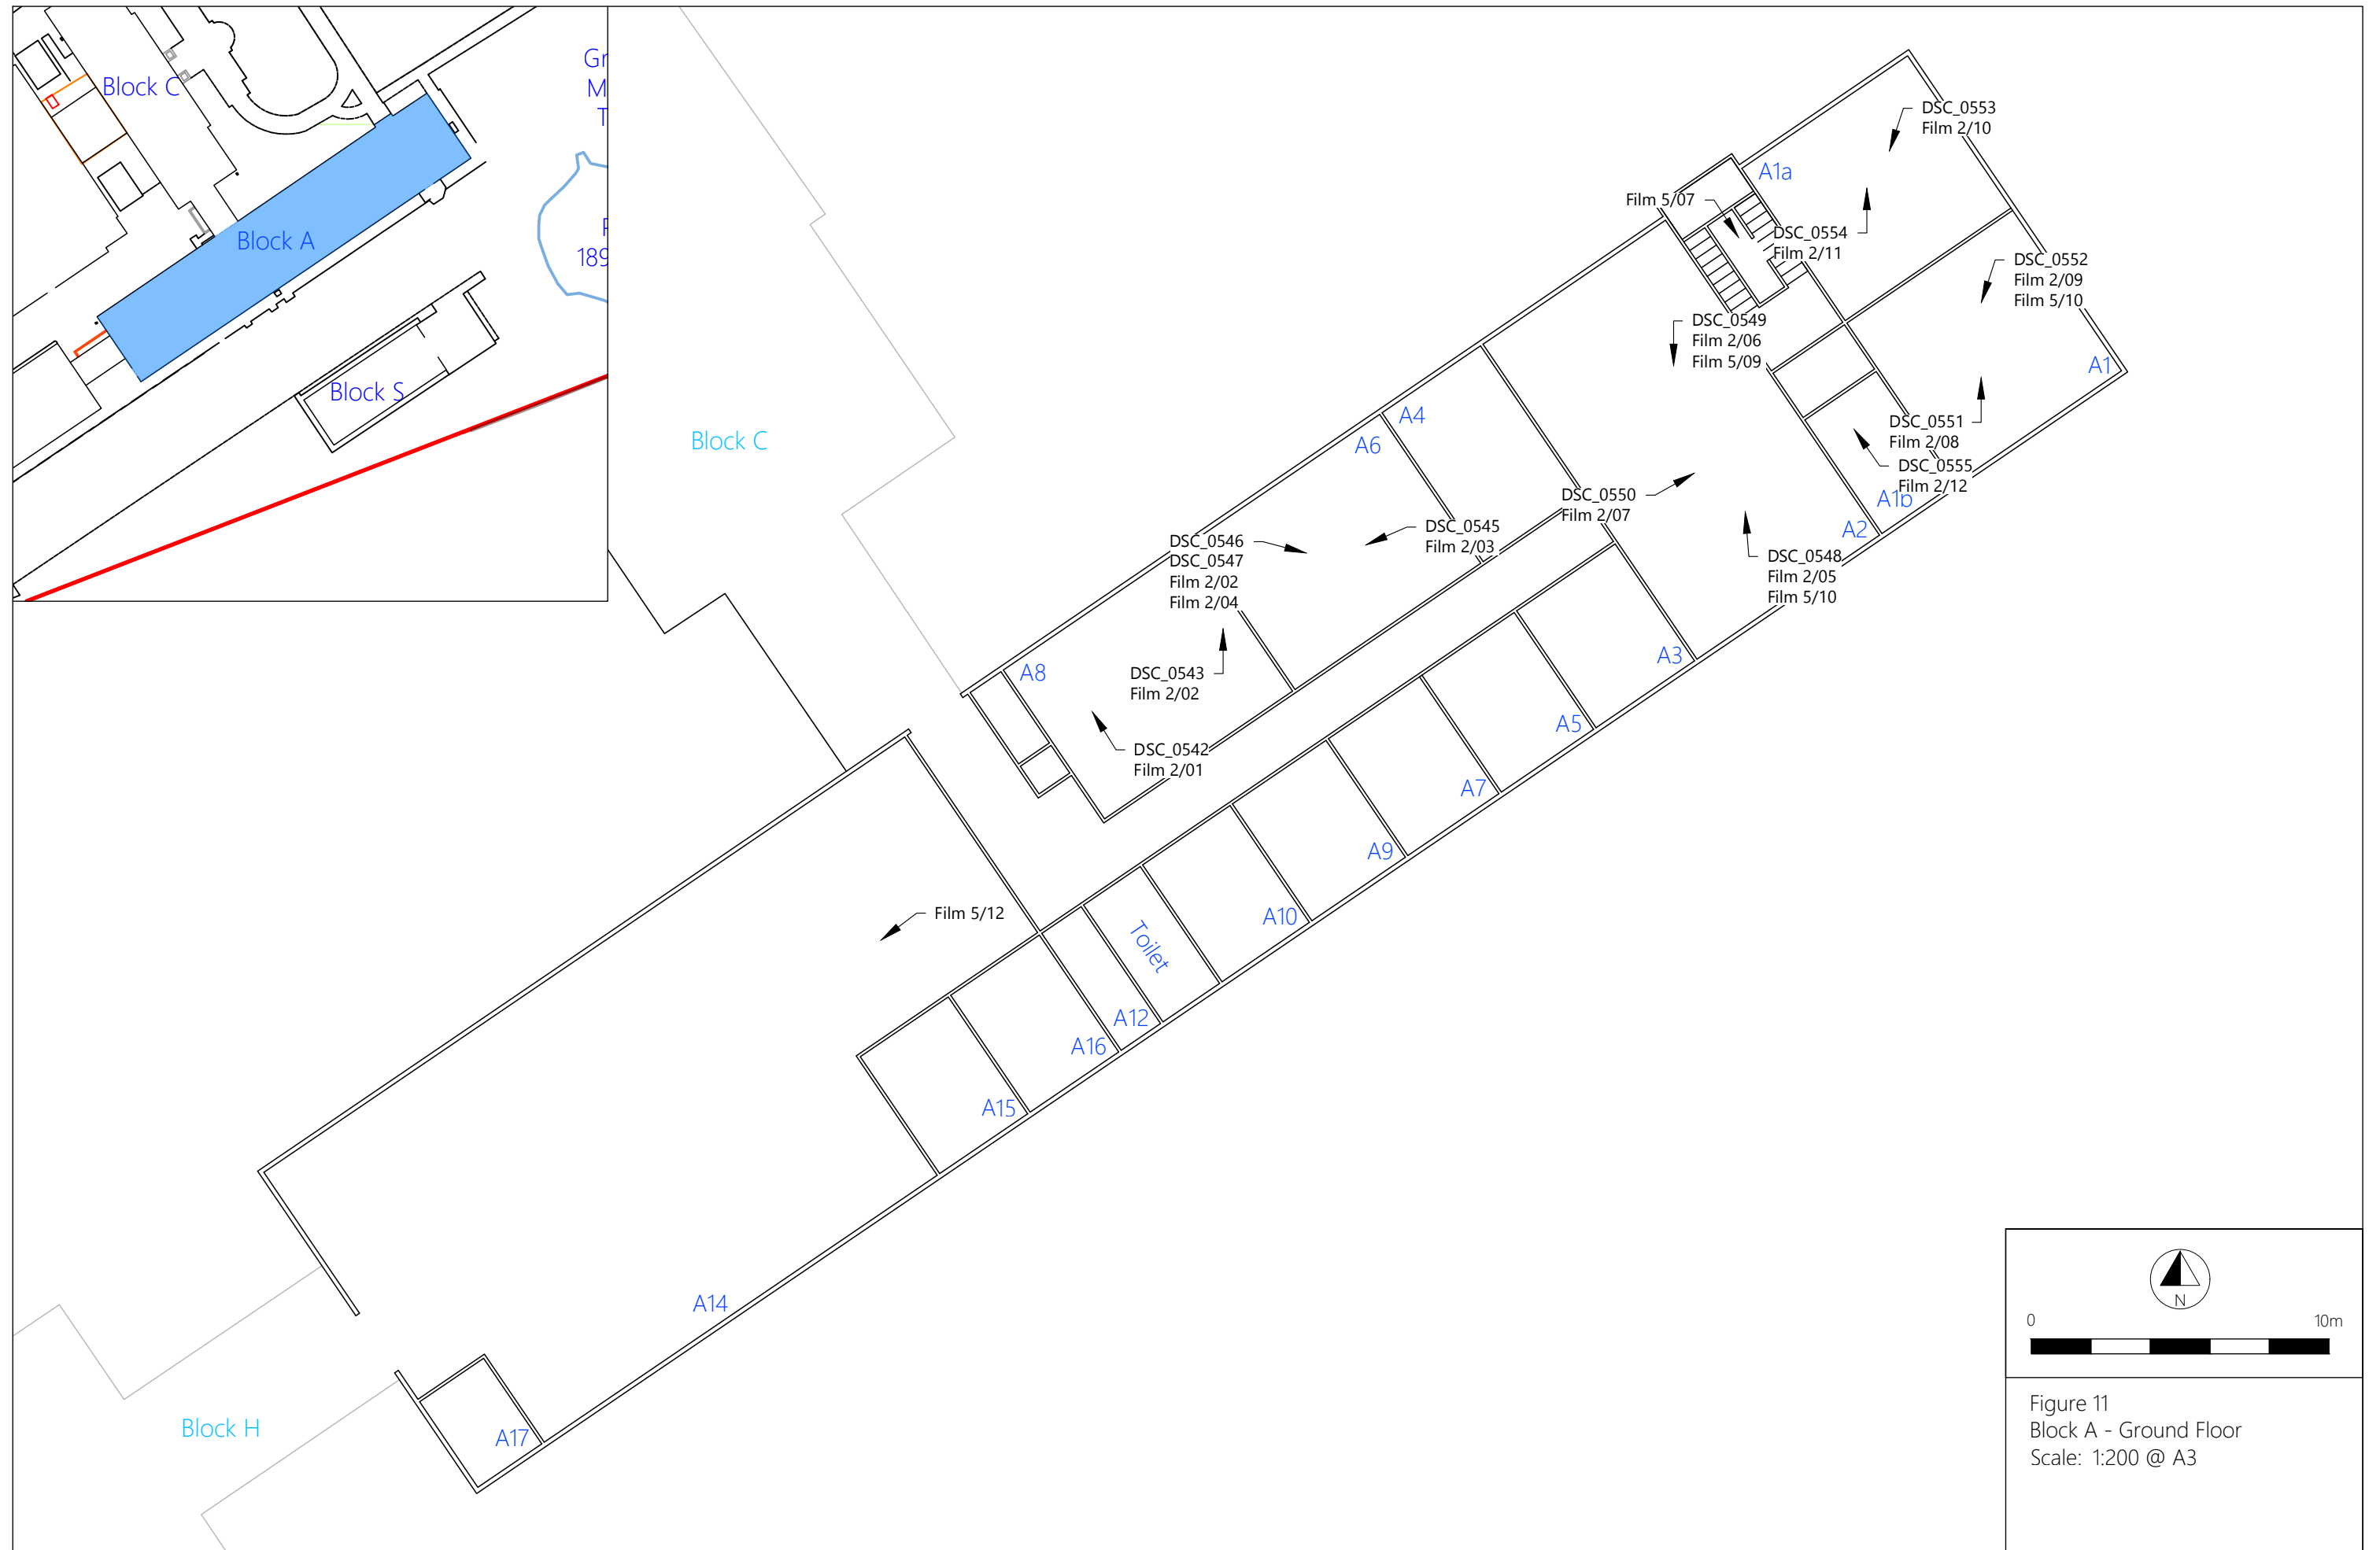 Block C
Block A
Block S
Gr
M
T
F
189
Block C
Block H
DSC_0553
Film 2/10
A1a
Film 5/07
DSC_0554
Film 2/11
DSC_0552
Film 2/09
Film 5/10
DSC_0549
Film 2/06
Film 5/09
A1
A4
A6
DSC_0551
Film 2/08
DSC_0555
Film 2/12
A1b
A2
DSC_0550
Film 2/07
DSC_0545
Film 2/03
DSC_0546
DSC_0547
Film 2/02
Film 2/04
DSC_0548
Film 2/05
Film 5/10
A8
DSC_0543
Film 2/02
A3
A5
DSC_0542
Film 2/01
A7
A9
Film 5/12
A10
Toilet
A12
A16
A15
A14
A17
N
0
10m
Figure 11
Block A - Ground Floor
Scale: 1:200 @ A3